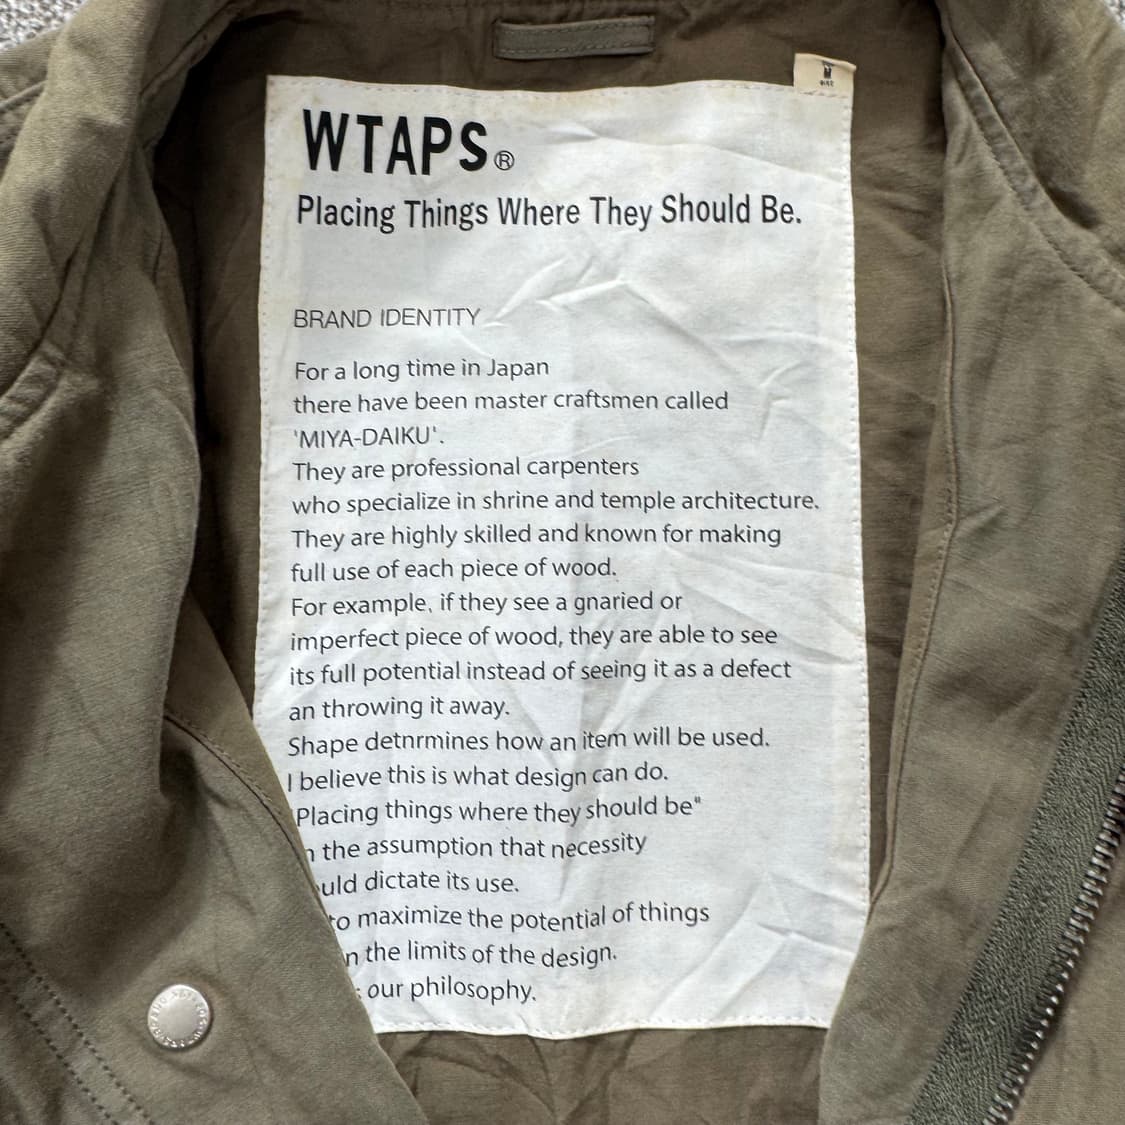 WTAPS®
Placing Things Where They Should Be.
BRAND IDENTITY
For a long time in Japan
there have been master craftsmen called
'MIYA-DAIKU'.
They are professional carpenters
who specialize in shrine and temple architecture.
They are highly skilled and known for making
full use of each piece of wood.
For example, if they see a gnaried or
imperfect piece of wood, they are able to see
its full potential instead of seeing it as a defect
an throwing it away.
Shape detnrmines how an item will be used.
I believe this is what design can do.
Placing things where they should be"
the assumption that necessity
dictate its use.
to maximize the potential of things
the limits of the design.
our philosophy.